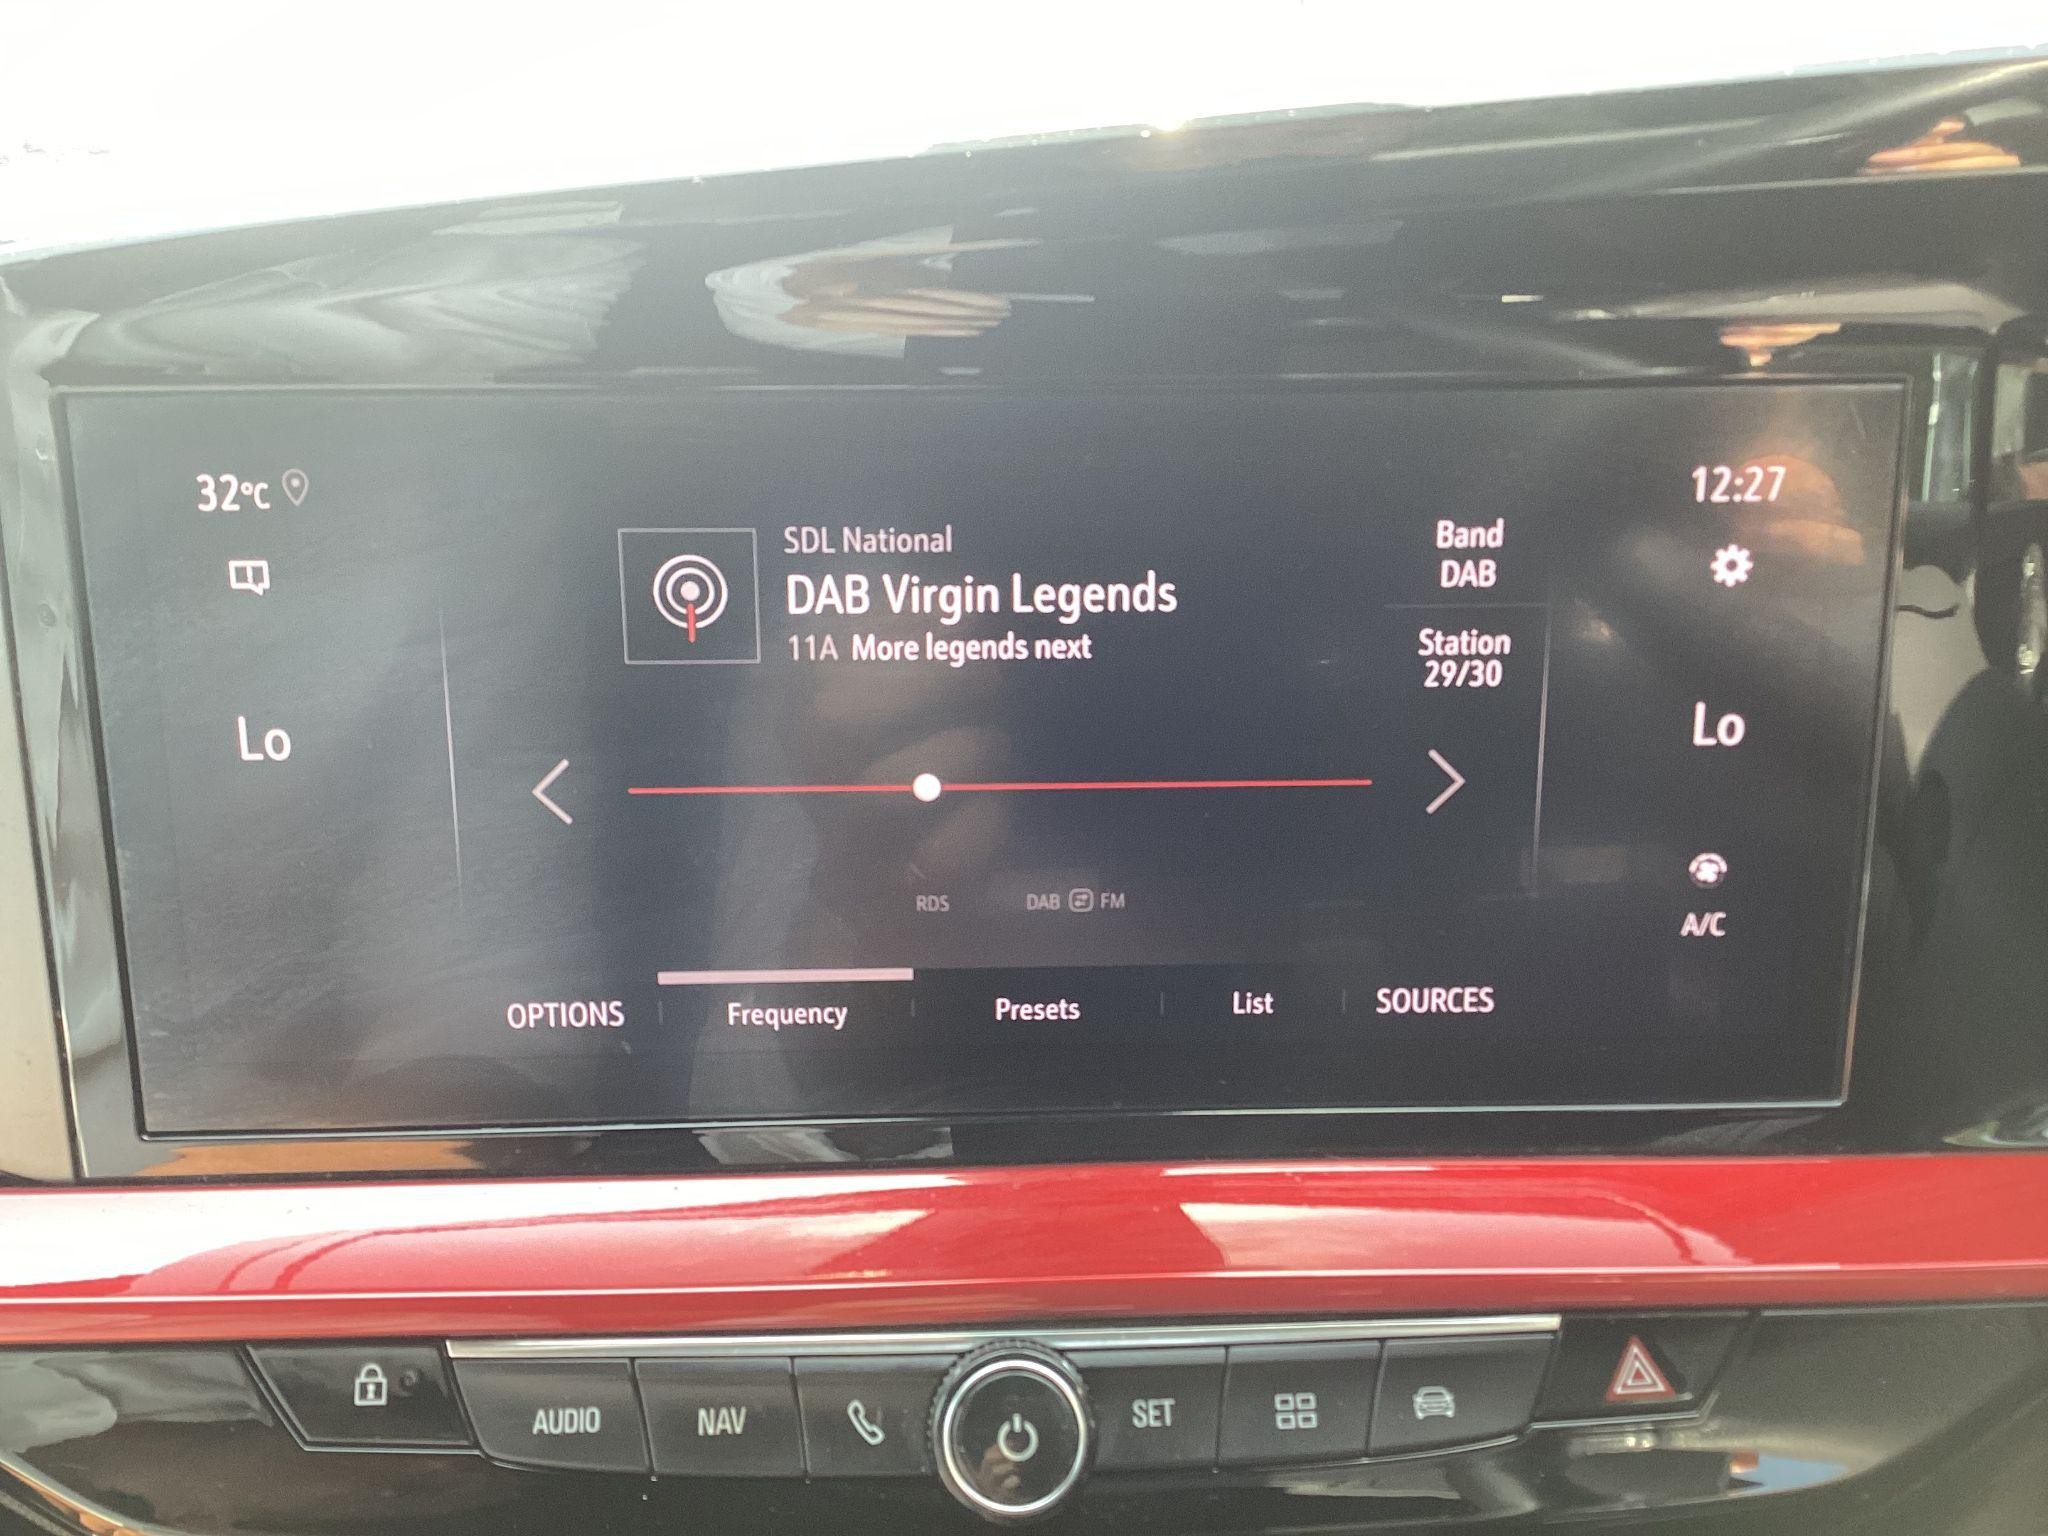 32°C
12:27
SDL National
DAB Virgin Legends
11A More legends next
Band
DAB
Station
29/30
Lo
Lo
RDS
DAB FM
A/C
OPTIONS
Frequency
Presets
List
SOURCES
AUDIO
NAV
SET